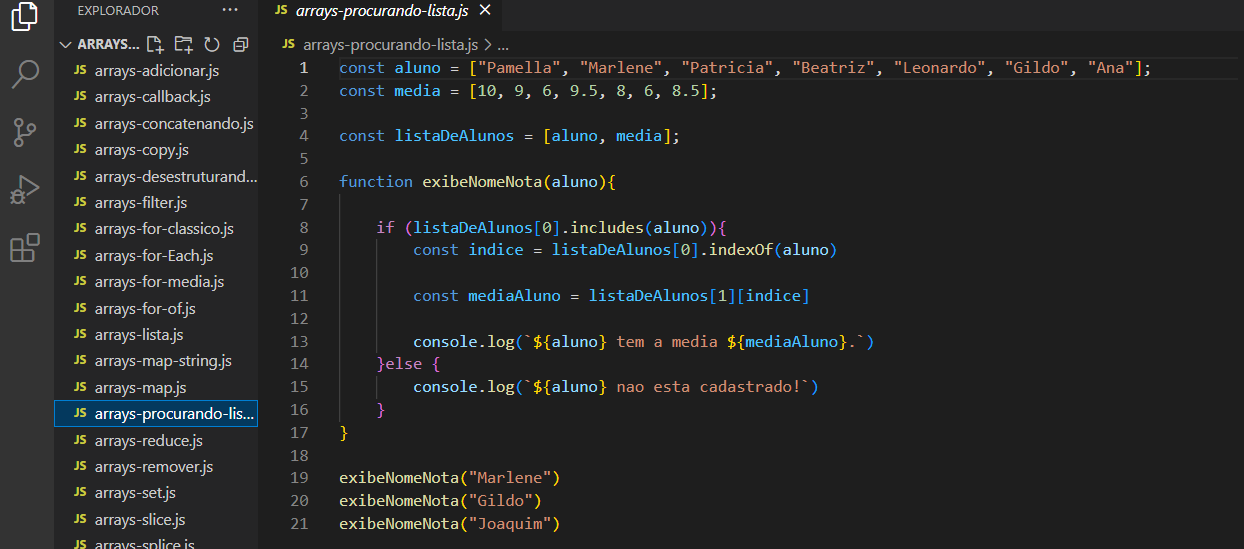 EXPLORADOR ...
ARRAYS...
JS arrays-adicionar.js
JS arrays-callback.js
JS arrays-concatenando.js
JS arrays-copy.js
JS arrays-desestruturand...
JS arrays-filter.js
JS arrays-for-classico.js
JS arrays-for-Each.js
JS arrays-for-media.js
JS arrays-for-of.js
JS arrays-lista.js
JS arrays-map-string.js
JS arrays-map.js
JS arrays-procurando-lis...
JS arrays-reduce.js
JS arrays-remover.js
JS arrays-set.js
JS arrays-slice.js
JS arrays-splice.js
JS arrays-procurando-lista.js ×
JS arrays-procurando-lista.js > ...
1 const aluno = ["Pamella", "Marlene", "Patricia", "Beatriz", "Leonardo", "Gildo", "Ana"];
2 const media = [10, 9, 6, 9.5, 8, 6, 8.5];
3
4 const listaDeAlunos = [aluno, media];
5
6 function exibeNomeNota(aluno){
7
8 if (listaDeAlunos[0].includes(aluno)){
9 const indice = listaDeAlunos[0].indexOf(aluno)
10
11 const mediaAluno = listaDeAlunos[1][indice]
12
13 console.log(`${aluno} tem a media ${mediaAluno}.`)
14 }else {
15 console.log(`${aluno} nao esta cadastrado!`)
16 }
17 }
18
19 exibeNomeNota("Marlene")
20 exibeNomeNota("Gildo")
21 exibeNomeNota("Joaquim")